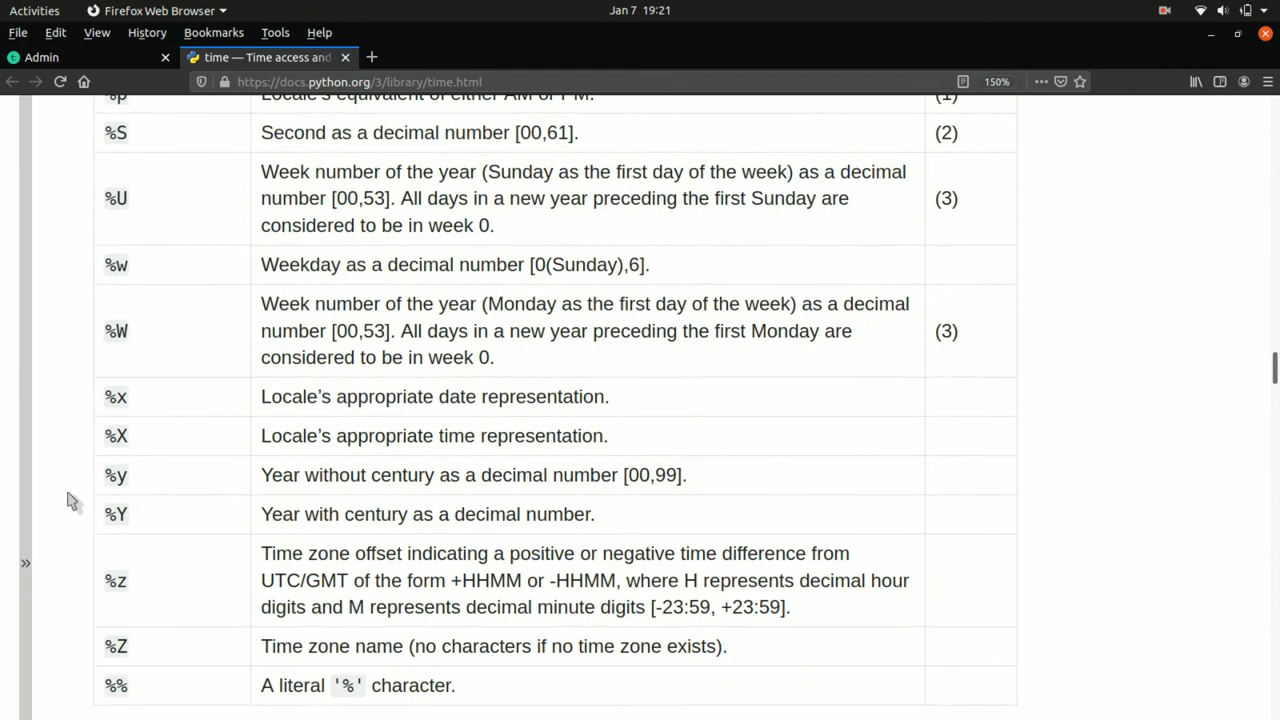 Activities Firefox Web Browser Jan 7 19:21
File Edit View History Bookmarks Tools Help
Admin time — Time access and
https://docs.python.org/3/library/time.html 150%
%p Locale's equivalent of either AM or PM. (1)
%S Second as a decimal number [00,61]. (2)
Week number of the year (Sunday as the first day of the week) as a decimal
%U number [00,53]. All days in a new year preceding the first Sunday are (3)
considered to be in week 0.
%w Weekday as a decimal number [0(Sunday),6].
Week number of the year (Monday as the first day of the week) as a decimal
%W number [00,53]. All days in a new year preceding the first Monday are (3)
considered to be in week 0.
%x Locale’s appropriate date representation.
%X Locale’s appropriate time representation.
%y Year without century as a decimal number [00,99].
%Y Year with century as a decimal number.
Time zone offset indicating a positive or negative time difference from
%z UTC/GMT of the form +HHMM or -HHMM, where H represents decimal hour
digits and M represents decimal minute digits [-23:59, +23:59].
%Z Time zone name (no characters if no time zone exists).
%% A literal '%' character.
»